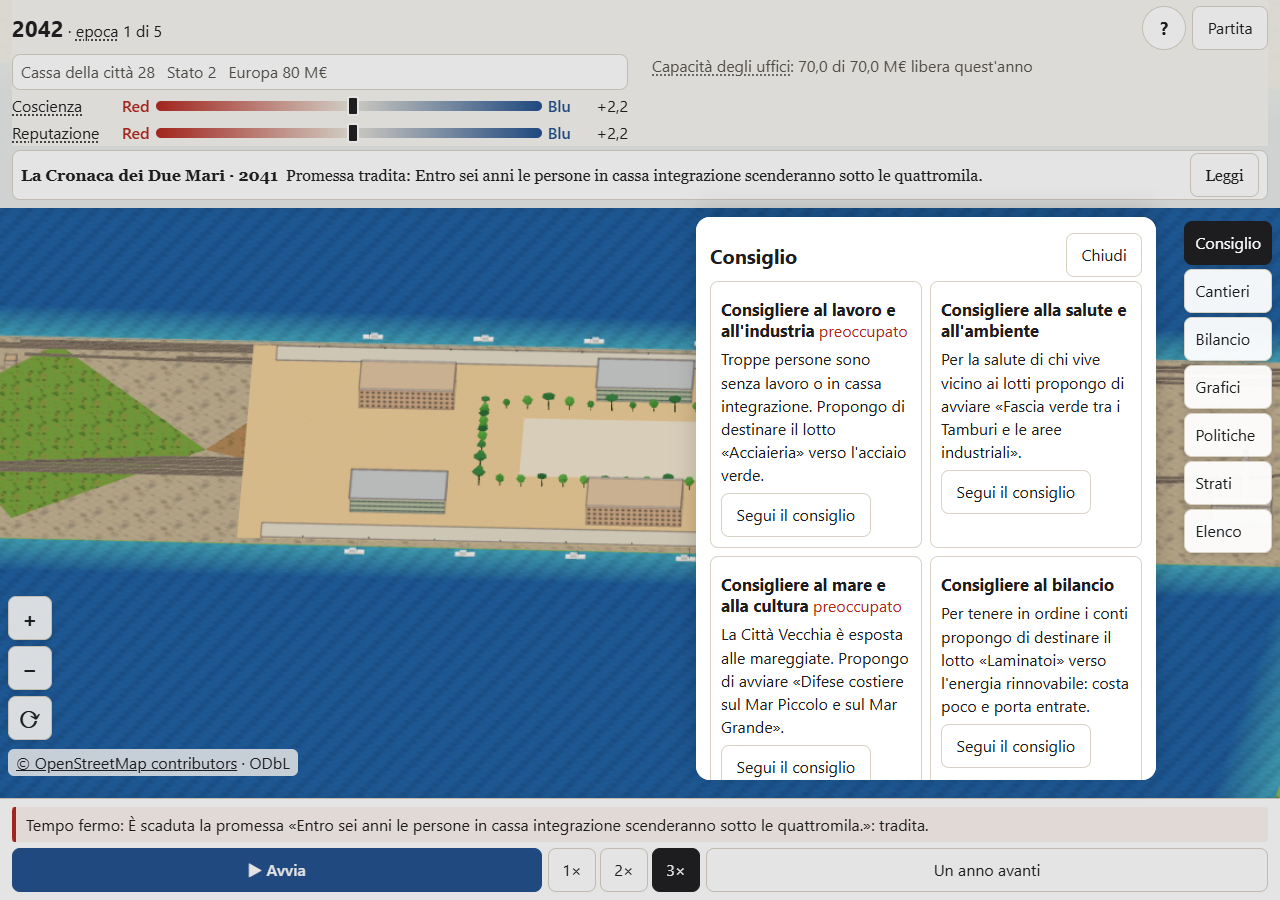 2042 · epoca 1 di 5
?
Partita
Cassa della città 28 Stato 2 Europa 80 M€
Capacità degli uffici: 70,0 di 70,0 M€ libera quest'anno
Coscienza Red Blu +2,2
Reputazione Red Blu +2,2
La Cronaca dei Due Mari · 2041 Promessa tradita: Entro sei anni le persone in cassa integrazione scenderanno sotto le quattromila.
Leggi
Consiglio
Chiudi
Consigliere al lavoro e
all'industria preoccupato
Troppe persone sono
senza lavoro o in cassa
integrazione. Propongo di
destinare il lotto
«Acciaieria» verso l'acciaio
verde.
Segui il consiglio
Consigliere alla salute e
all'ambiente
Per la salute di chi vive
vicino ai lotti propongo di
avviare «Fascia verde tra i
Tamburi e le aree
industriali».
Segui il consiglio
Consigliere al mare e
alla cultura preoccupato
La Città Vecchia è esposta
alle mareggiate. Propongo
di avviare «Difese costiere
sul Mar Piccolo e sul Mar
Grande».
Segui il consiglio
Consigliere al bilancio
Per tenere in ordine i conti
propongo di destinare il
lotto «Laminatoi» verso
l'energia rinnovabile: costa
poco e porta entrate.
Segui il consiglio
Consiglio
Cantieri
Bilancio
Grafici
Politiche
Strati
Elenco
+
−
⟳
© OpenStreetMap contributors · ODbL
Tempo fermo: È scaduta la promessa «Entro sei anni le persone in cassa integrazione scenderanno sotto le quattromila.»: tradita.
▶ Avvia
1×
2×
3×
Un anno avanti